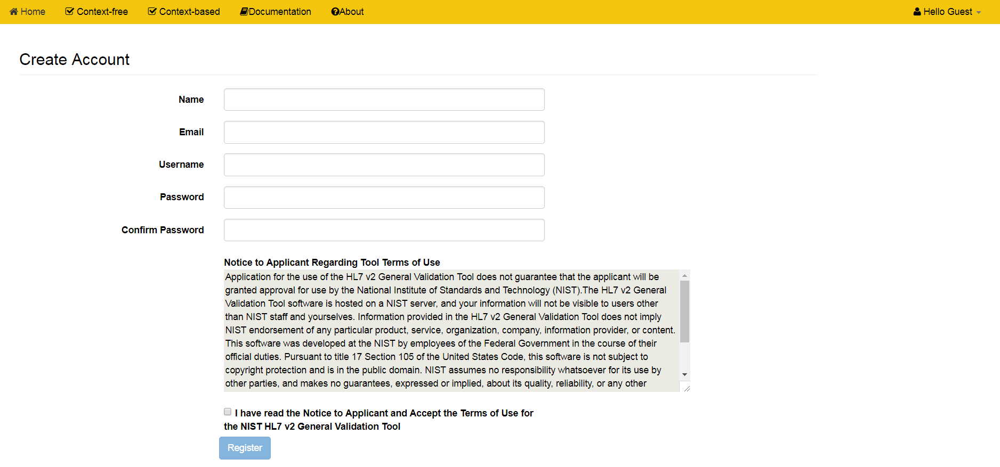 Home Context-free Context-based Documentation About Hello Guest
Create Account
Name
Email
Username
Password
Confirm Password
Notice to Applicant Regarding Tool Terms of Use
Application for the use of the HL7 v2 General Validation Tool does not guarantee that the applicant will be
granted approval for use by the National Institute of Standards and Technology (NIST).The HL7 v2 General
Validation Tool software is hosted on a NIST server, and your information will not be visible to users other
than NIST staff and yourselves. Information provided in the HL7 v2 General Validation Tool does not imply
NIST endorsement of any particular product, service, organization, company, information provider, or content.
This software was developed at the NIST by employees of the Federal Government in the course of their
official duties. Pursuant to title 17 Section 105 of the United States Code, this software is not subject to
copyright protection and is in the public domain. NIST assumes no responsibility whatsoever for its use by
other parties, and makes no guarantees, expressed or implied, about its quality, reliability, or any other
I have read the Notice to Applicant and Accept the Terms of Use for
the NIST HL7 v2 General Validation Tool
Register